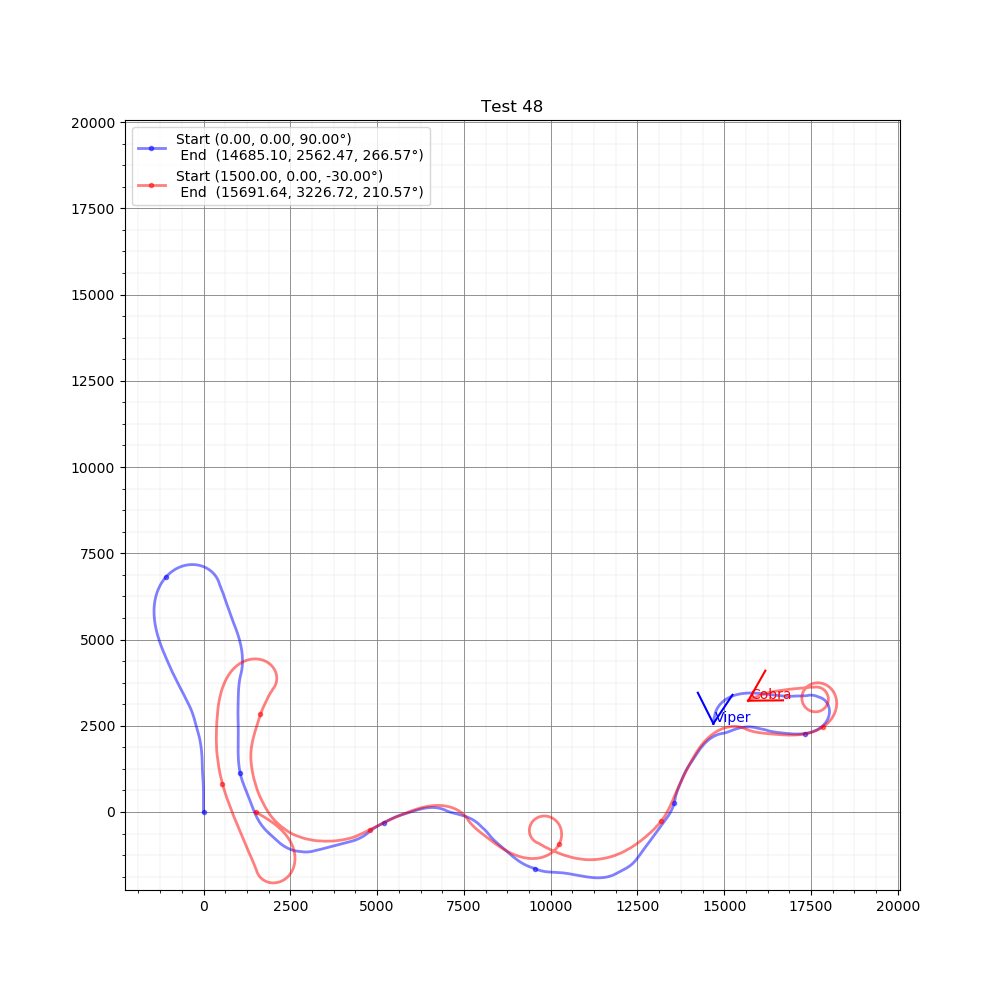 Test 48
Start (0.00, 0.00, 90.00°)
End (14685.10, 2562.47, 266.57°)
Start (1500.00, 0.00, -30.00°)
End (15691.64, 3226.72, 210.57°)
20000
17500
15000
12500
10000
7500
5000
2500
0
Cobra
Viper
0 2500 5000 7500 10000 12500 15000 17500 20000